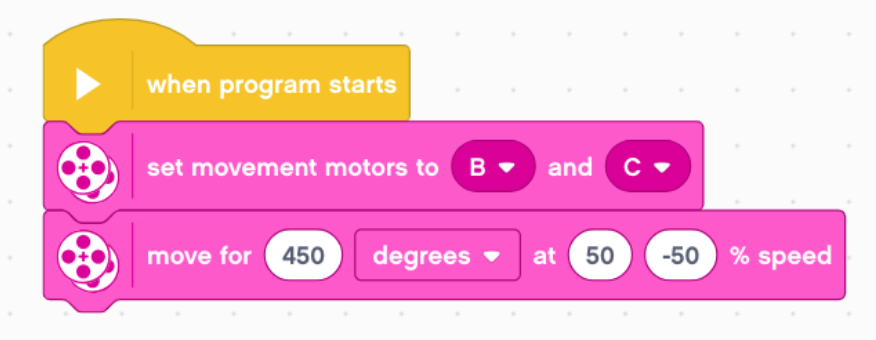 when program starts
set movement motors to B and C
move for 450 degrees at 50 -50 % speed